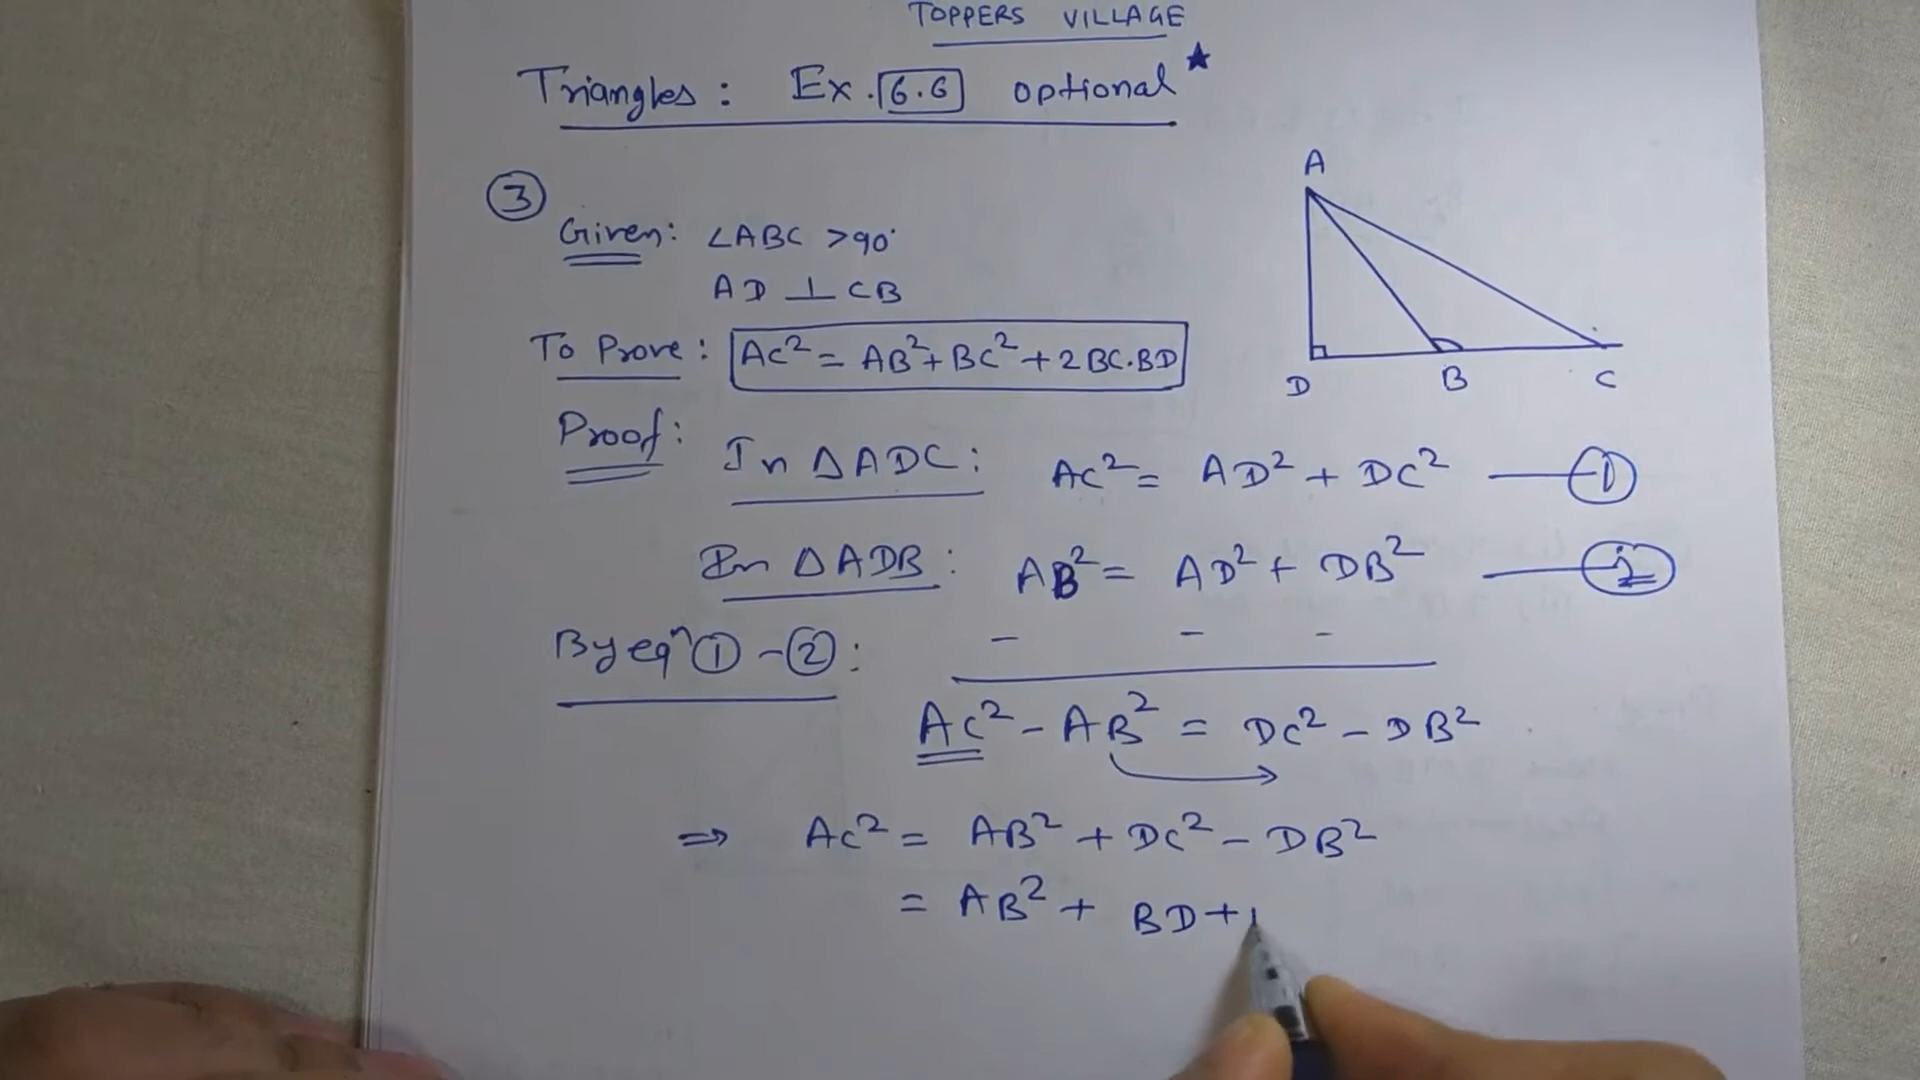 TOPPERS VILLAGE
Triangles : Ex. 6.6 optional ★
A
③
Given: ∠ABC > 90°
AD ⊥ CB
To Prove: AC² = AB² + BC² + 2BC.BD
D B C
Proof: In ΔADC: AC² = AD² + DC² — ①
In ΔADB: AB² = AD² + DB² — ②
By eqⁿ ① - ②: - - -
AC² - AB² = DC² - DB²
⇒ AC² = AB² + DC² - DB²
= AB² + BD +